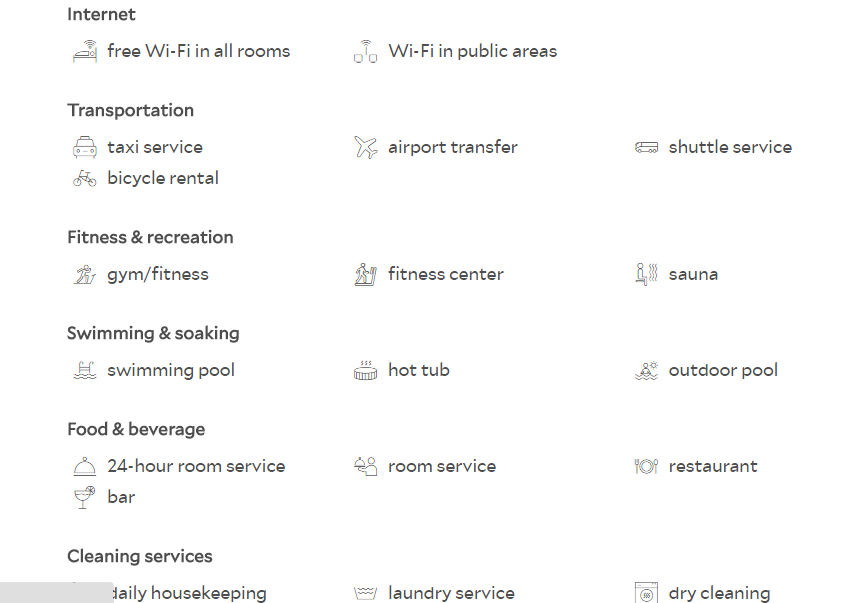 Internet
free Wi-Fi in all rooms
Wi-Fi in public areas
Transportation
taxi service
airport transfer
shuttle service
bicycle rental
Fitness & recreation
gym/fitness
fitness center
sauna
Swimming & soaking
swimming pool
hot tub
outdoor pool
Food & beverage
24-hour room service
room service
restaurant
bar
Cleaning services
daily housekeeping
laundry service
dry cleaning